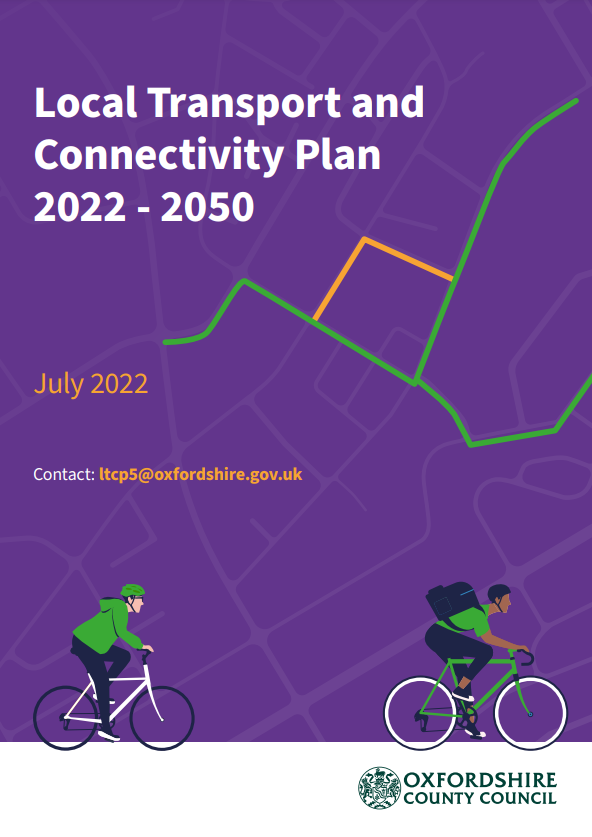 Local Transport and
Connectivity Plan
2022 - 2050
July 2022
Contact: ltcp5@oxfordshire.gov.uk
OXFORDSHIRE
COUNTY COUNCIL